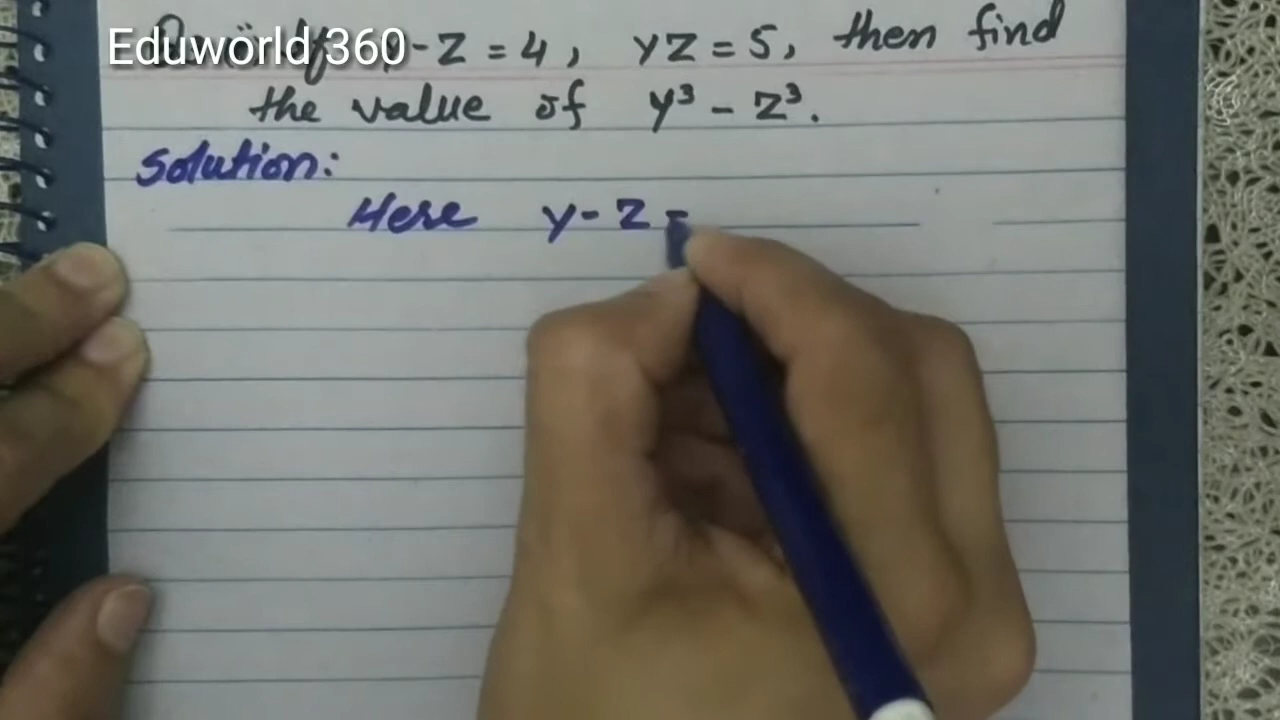 Eduworld 360
-Z = 4, YZ = 5, then find
the value of y³ - z³.
Solution:
Here y - z =